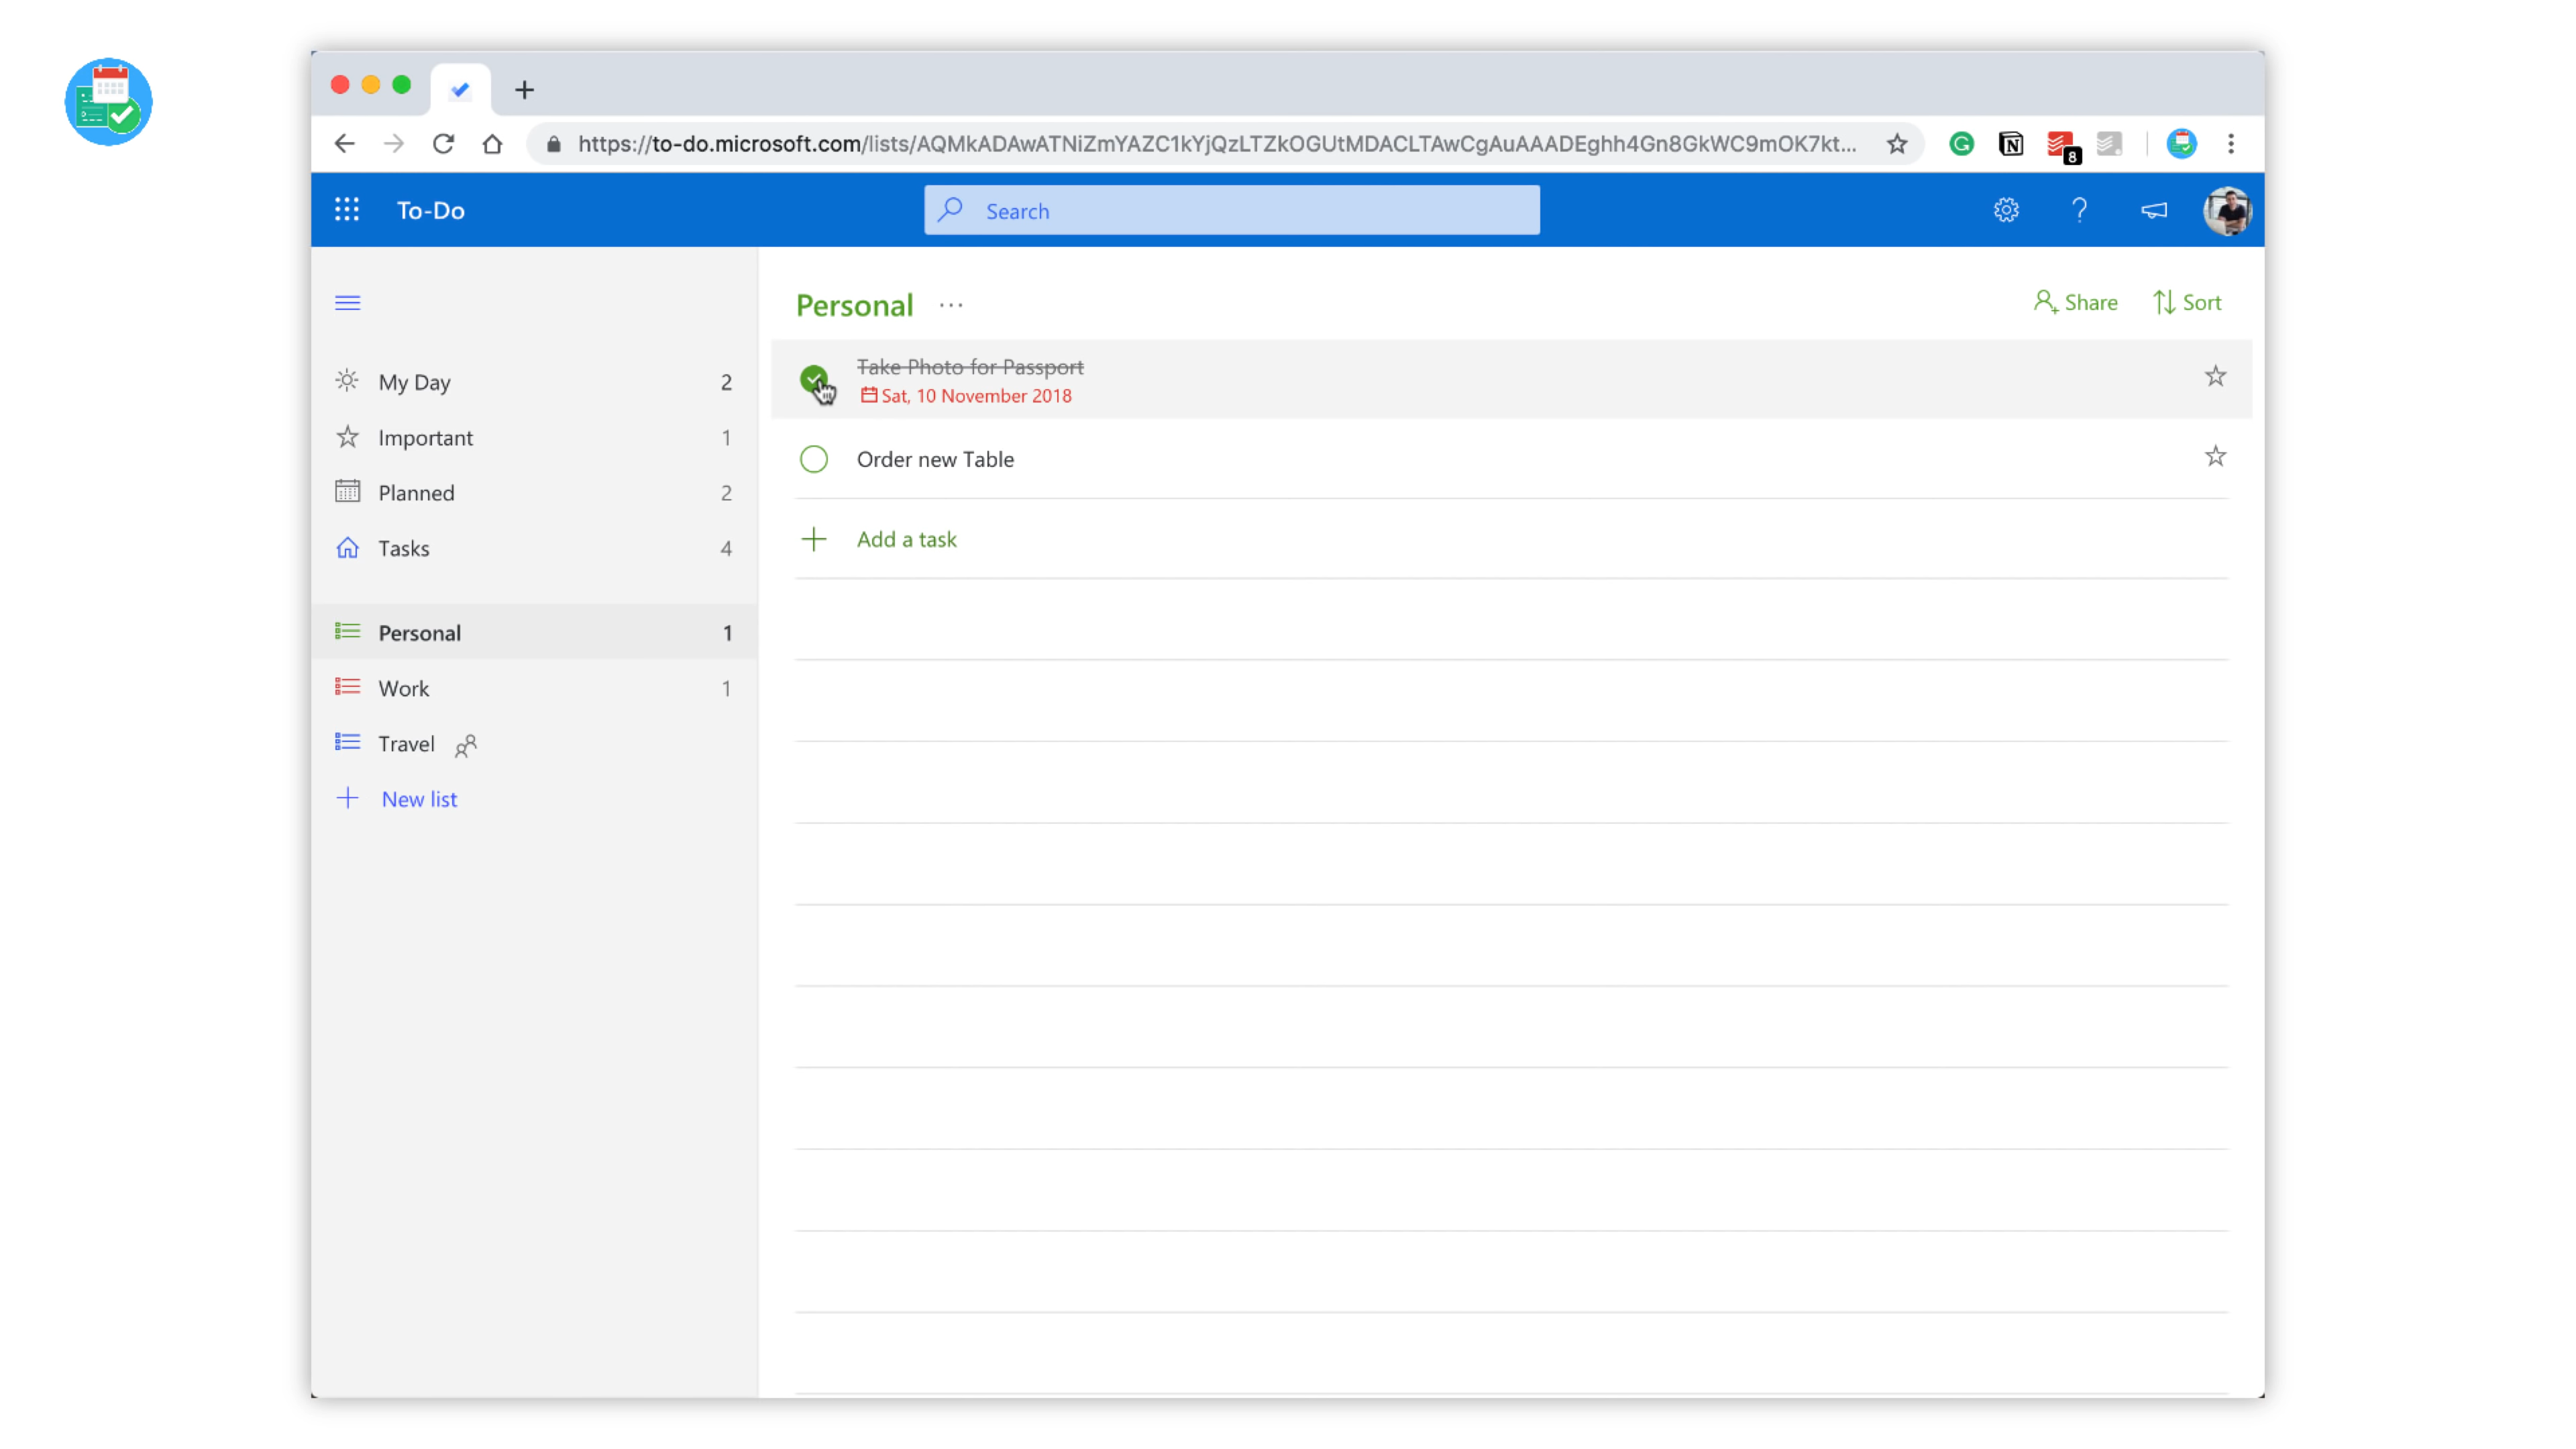 https://to-do.microsoft.com/lists/AQMkADAwATNiZmYAZC1kYjQzLTZkOGUtMDACLTAwCgAuAAADEghh4Gn8GkWC9mOK7kt...
8
To-Do
Search
Personal ...
Share
Sort
My Day 2
Important 1
Planned 2
Tasks 4
Personal 1
Work 1
Travel
New list
Take Photo for Passport
Sat, 10 November 2018
Order new Table
Add a task